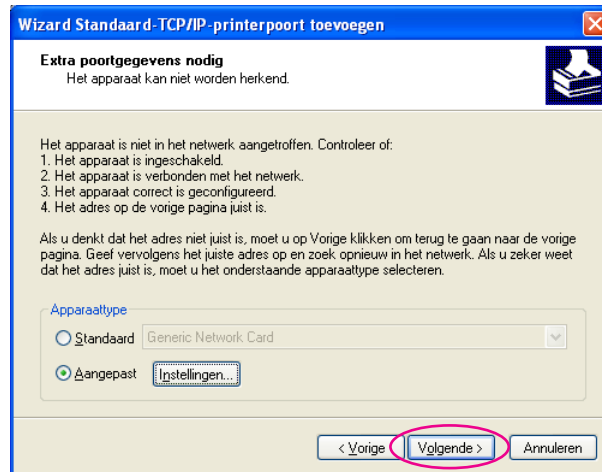 Wizard Standaard-TCP/IP-printerpoort toevoegen
Extra poortgegevens nodig
Het apparaat kan niet worden herkend.
Het apparaat is niet in het netwerk aangetroffen. Controleer of:
1. Het apparaat is ingeschakeld.
2. Het apparaat is verbonden met het netwerk.
3. Het apparaat correct is geconfigureerd.
4. Het adres op de vorige pagina juist is.
Als u denkt dat het adres niet juist is, moet u op Vorige klikken om terug te gaan naar de vorige
pagina. Geef vervolgens het juiste adres op en zoek opnieuw in het netwerk. Als u zeker weet
dat het adres juist is, moet u het onderstaande apparaattype selecteren.
Apparaattype
Standaard Generic Network Card
Aangepast Instellingen...
< Vorige Volgende > Annuleren